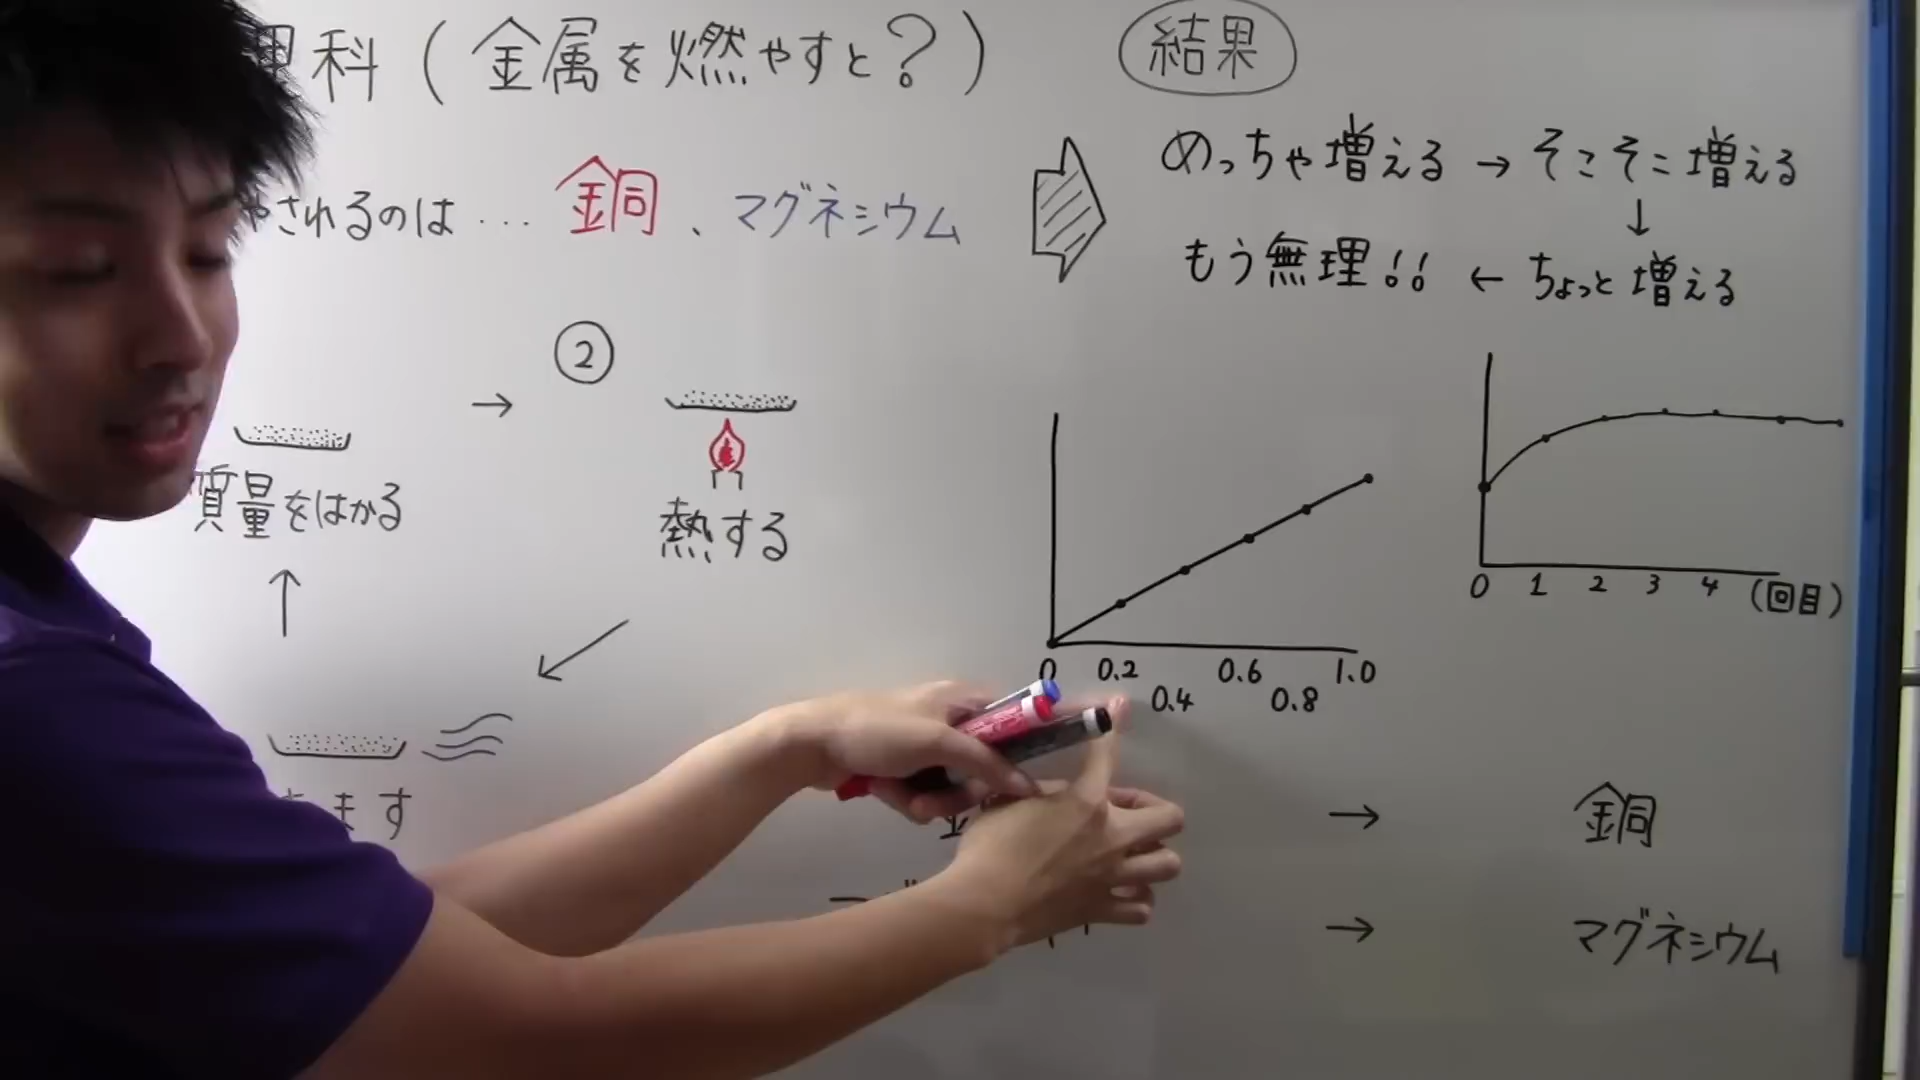 理科(金属を燃やすと?)
やされるのは… 銅、マグネシウム
②
質量をはかる
熱する
ます
結果
めっちゃ増える → そこそこ増える
↓
もう無理!! ← ちょっと増える
0 0.2 0.4 0.6 0.8 1.0
0 1 2 3 4 (回目)
→ 銅
→ マグネシウム